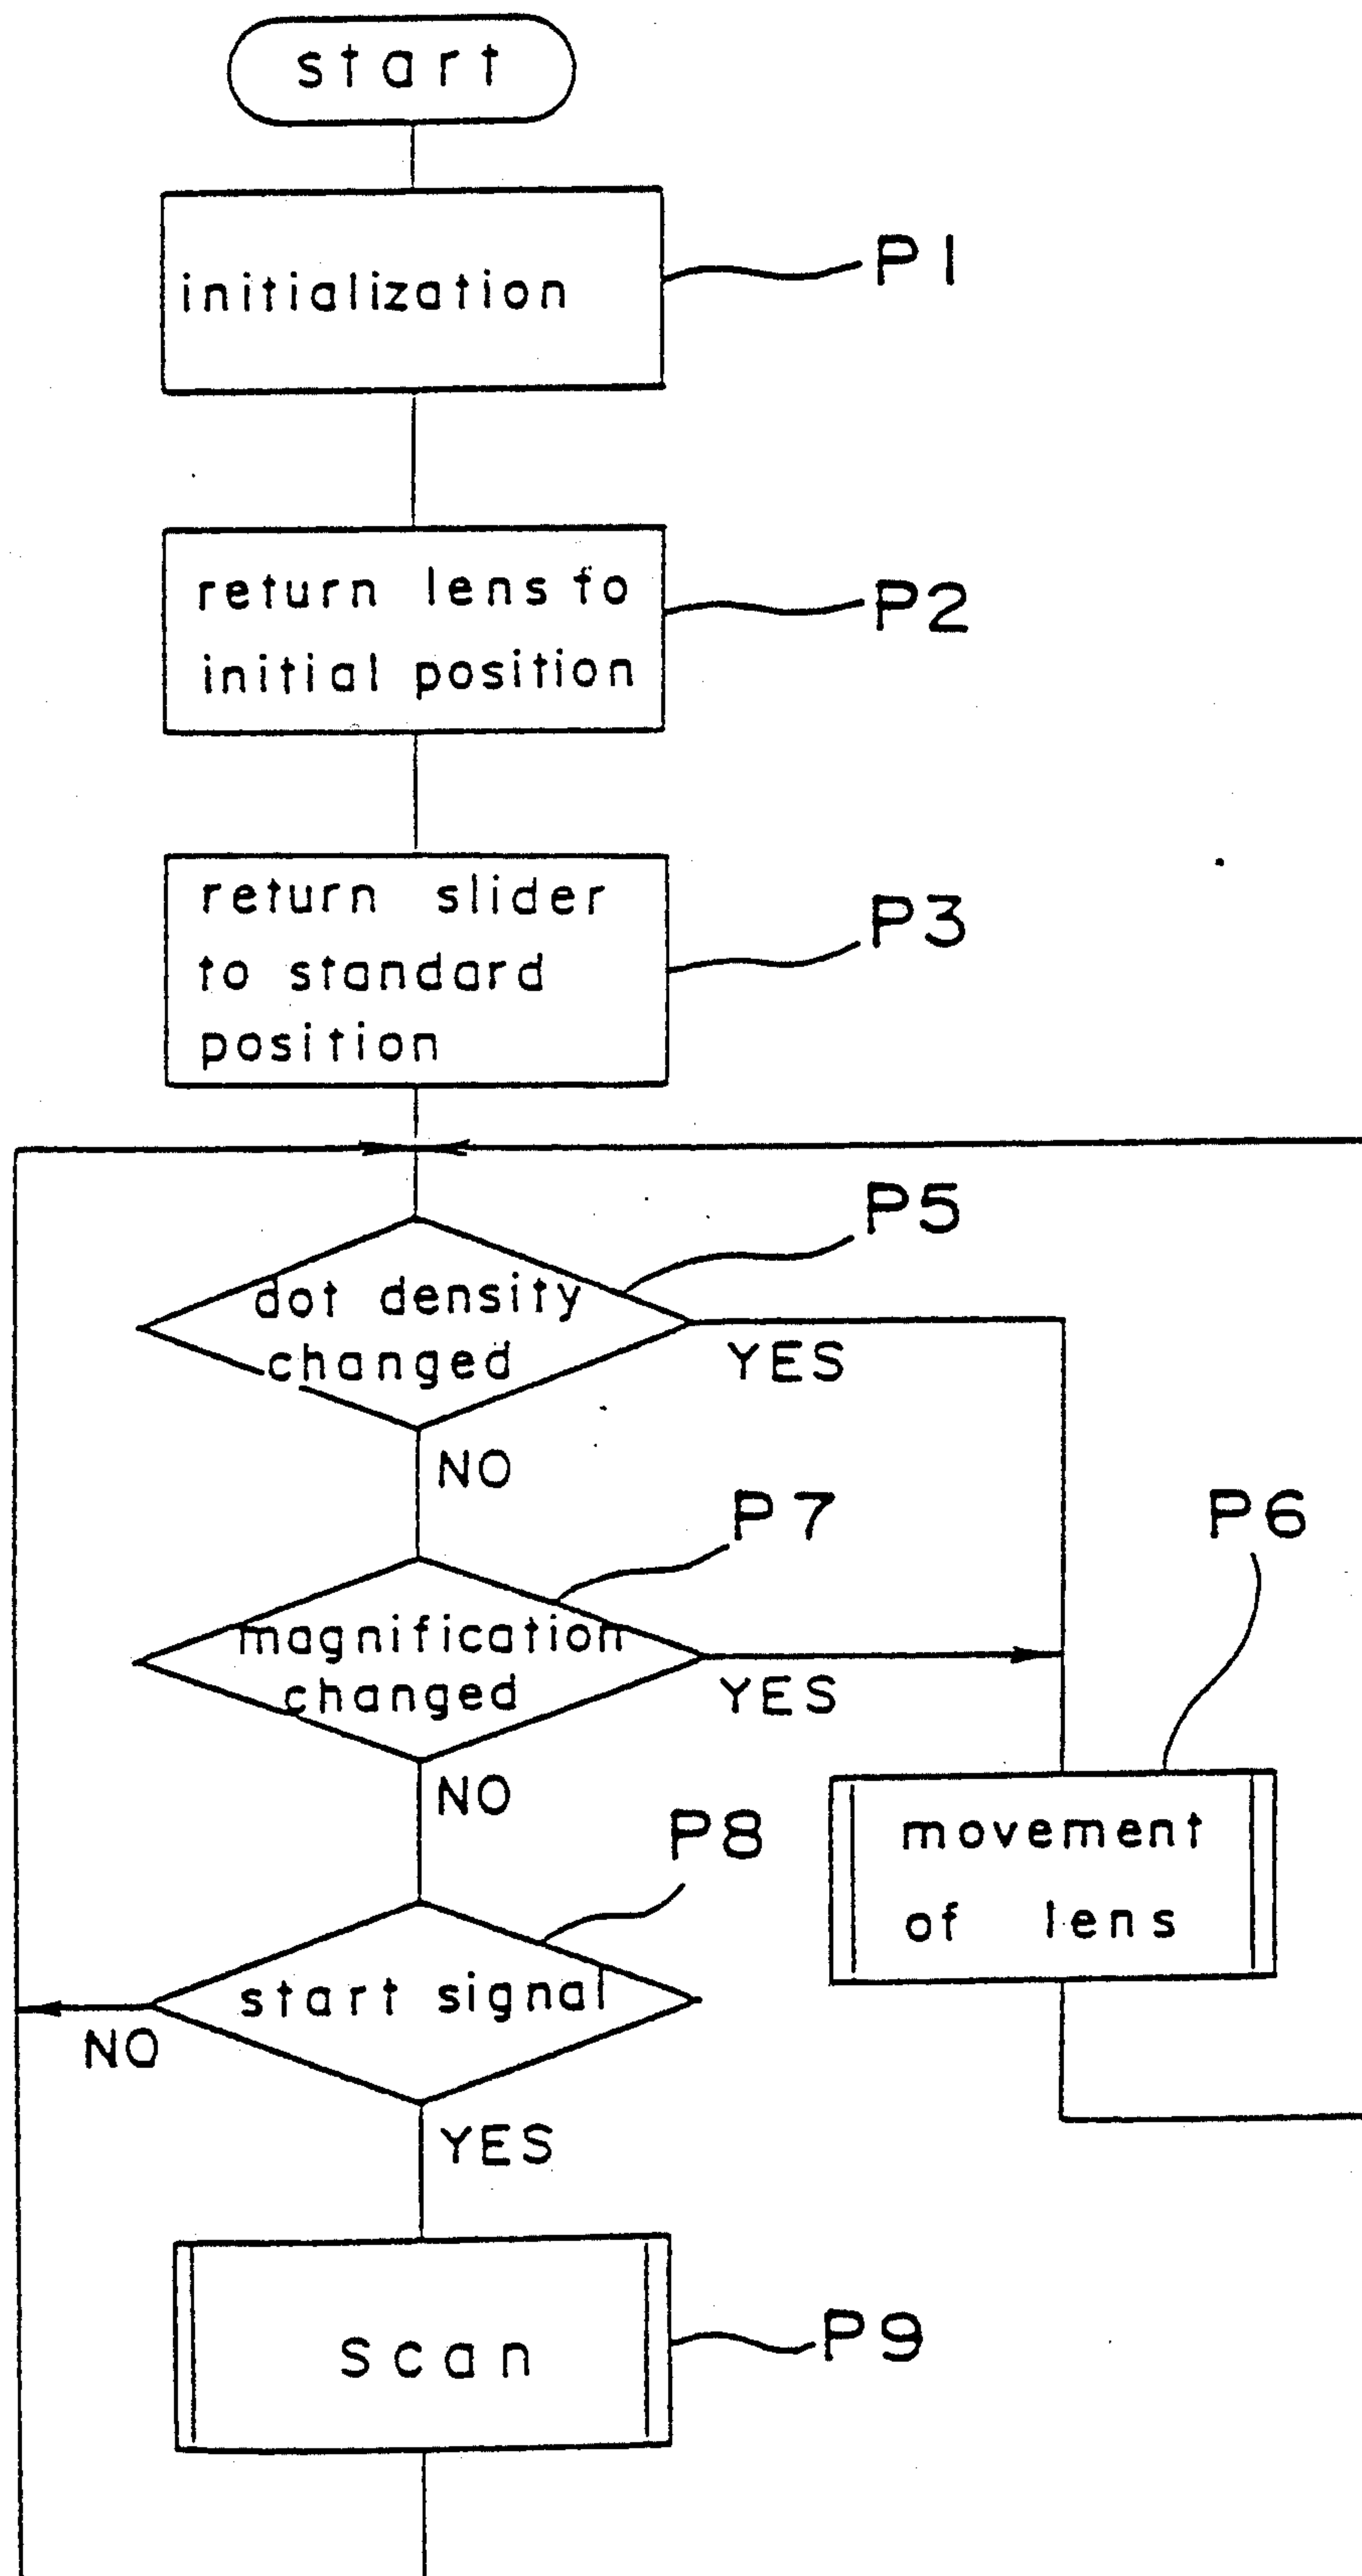 start
initialization
P1
return lens to
initial position
P2
return slider
to standard
position
P3
P5
dot density
changed
YES
NO
P7
P6
magnification
changed
YES
NO
P8
movement
of lens
start signal
NO
YES
scan
P9